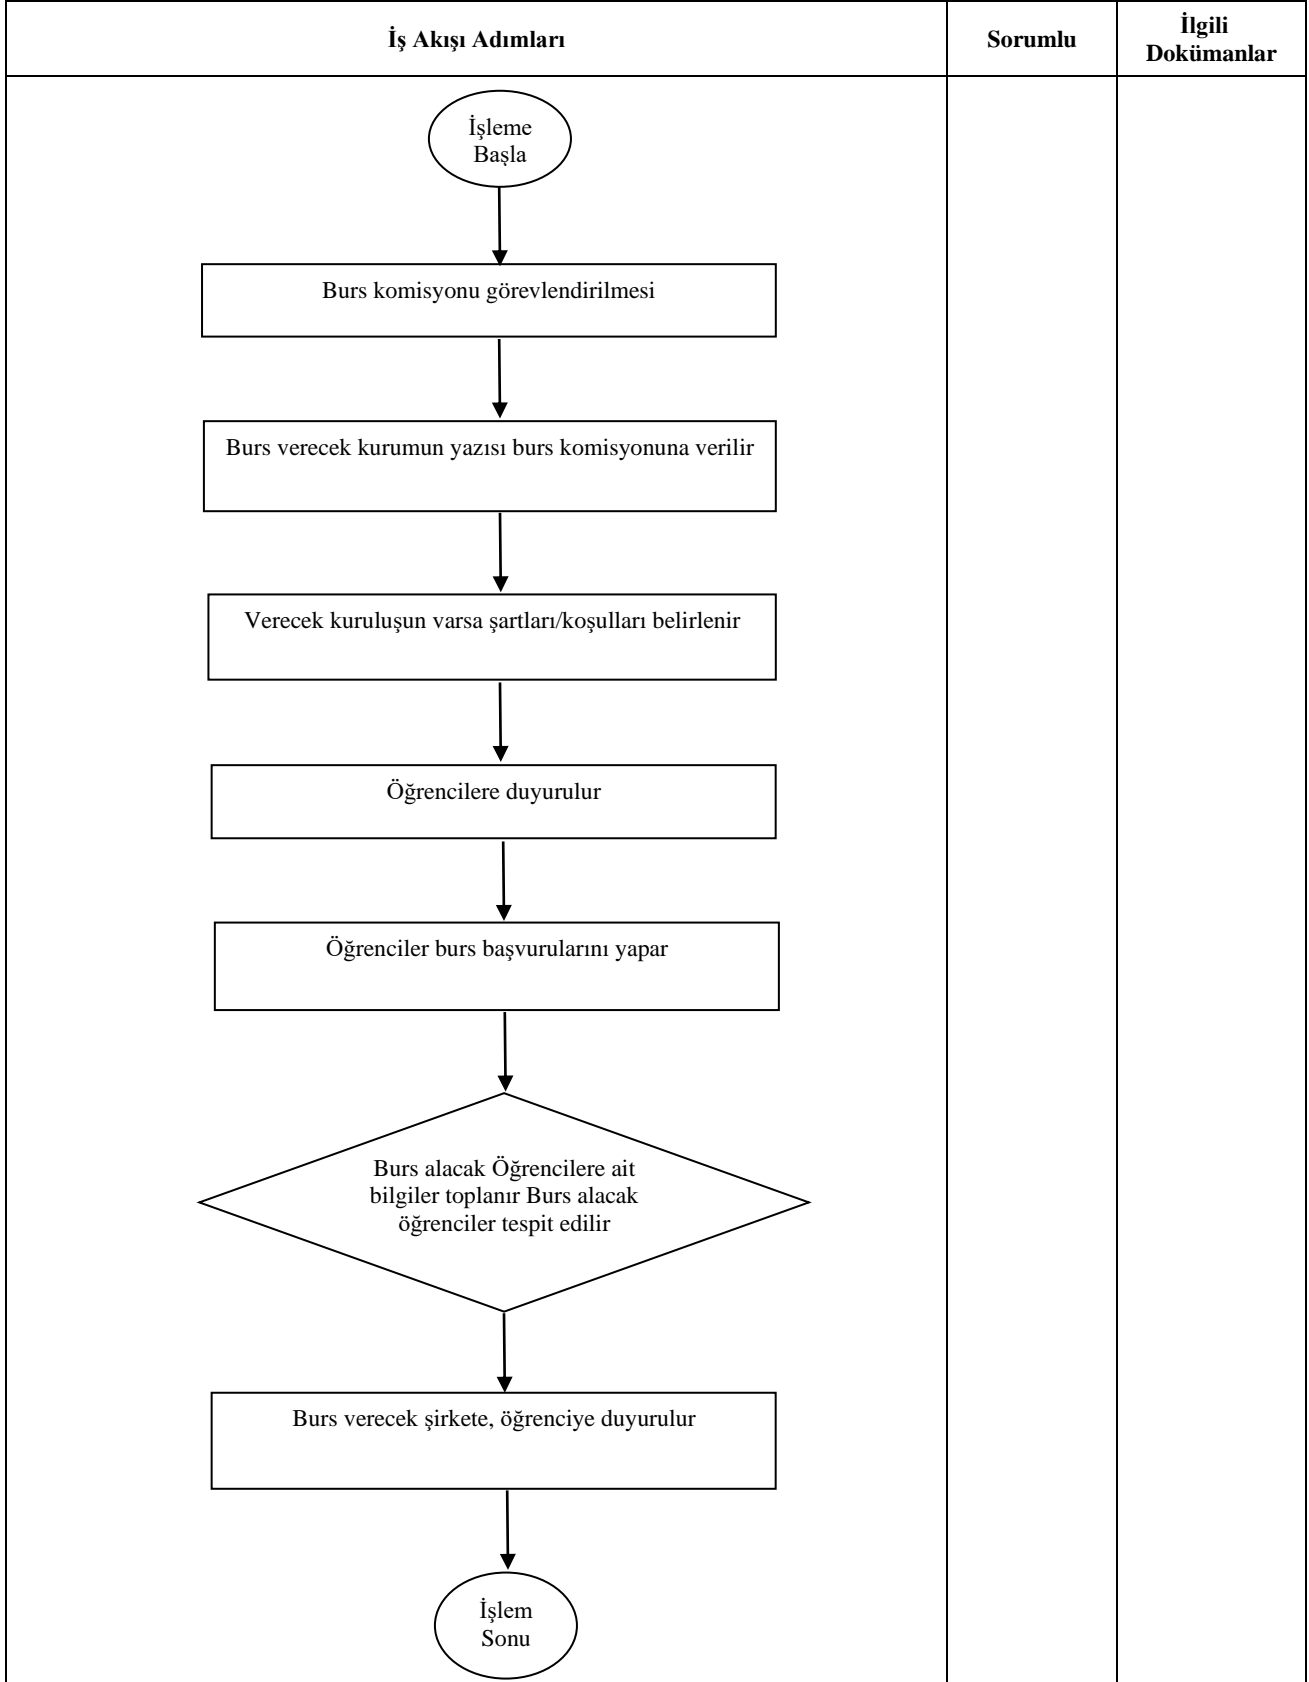 İş Akışı Adımları
Sorumlu
İlgili
Dokümanlar
İşleme
Başla
Burs komisyonu görevlendirilmesi
Burs verecek kurumun yazısı burs komisyonuna verilir
Verecek kuruluşun varsa şartları/koşulları belirlenir
Öğrencilere duyurulur
Öğrenciler burs başvurularını yapar
Burs alacak Öğrencilere ait
bilgiler toplanır Burs alacak
öğrenciler tespit edilir
Burs verecek şirkete, öğrenciye duyurulur
İşlem
Sonu